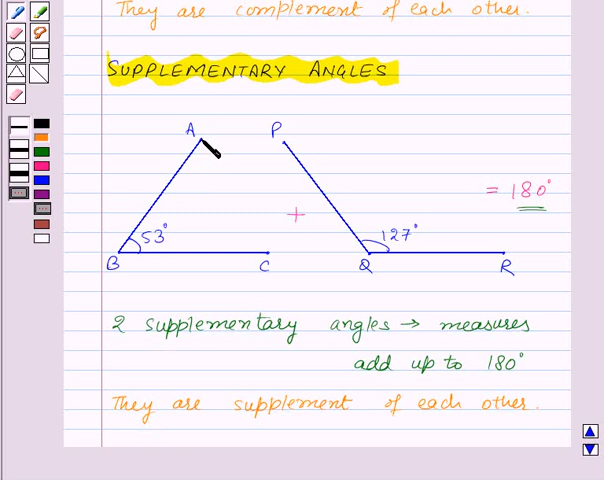 They are complement of each other.
SUPPLEMENTARY ANGLES
A P
= 180°
+
53° 127°
B C Q R
2 supplementary angles → measures
add up to 180°
They are supplement of each other.